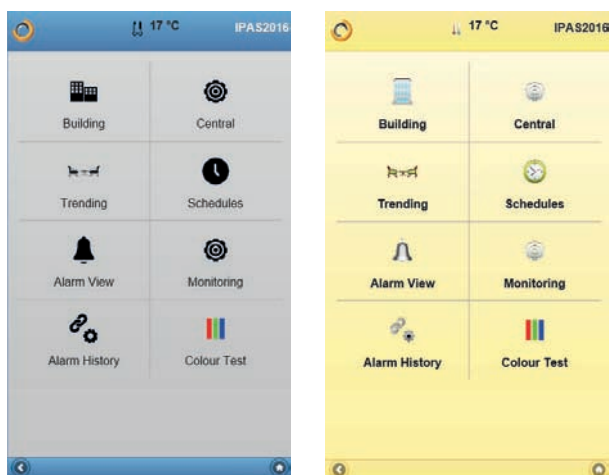 17 °C IPAS2016
Building Central
Trending Schedules
Alarm View Monitoring
Alarm History Colour Test
17 °C IPAS2016
Building Central
Trending Schedules
Alarm View Monitoring
Alarm History Colour Test